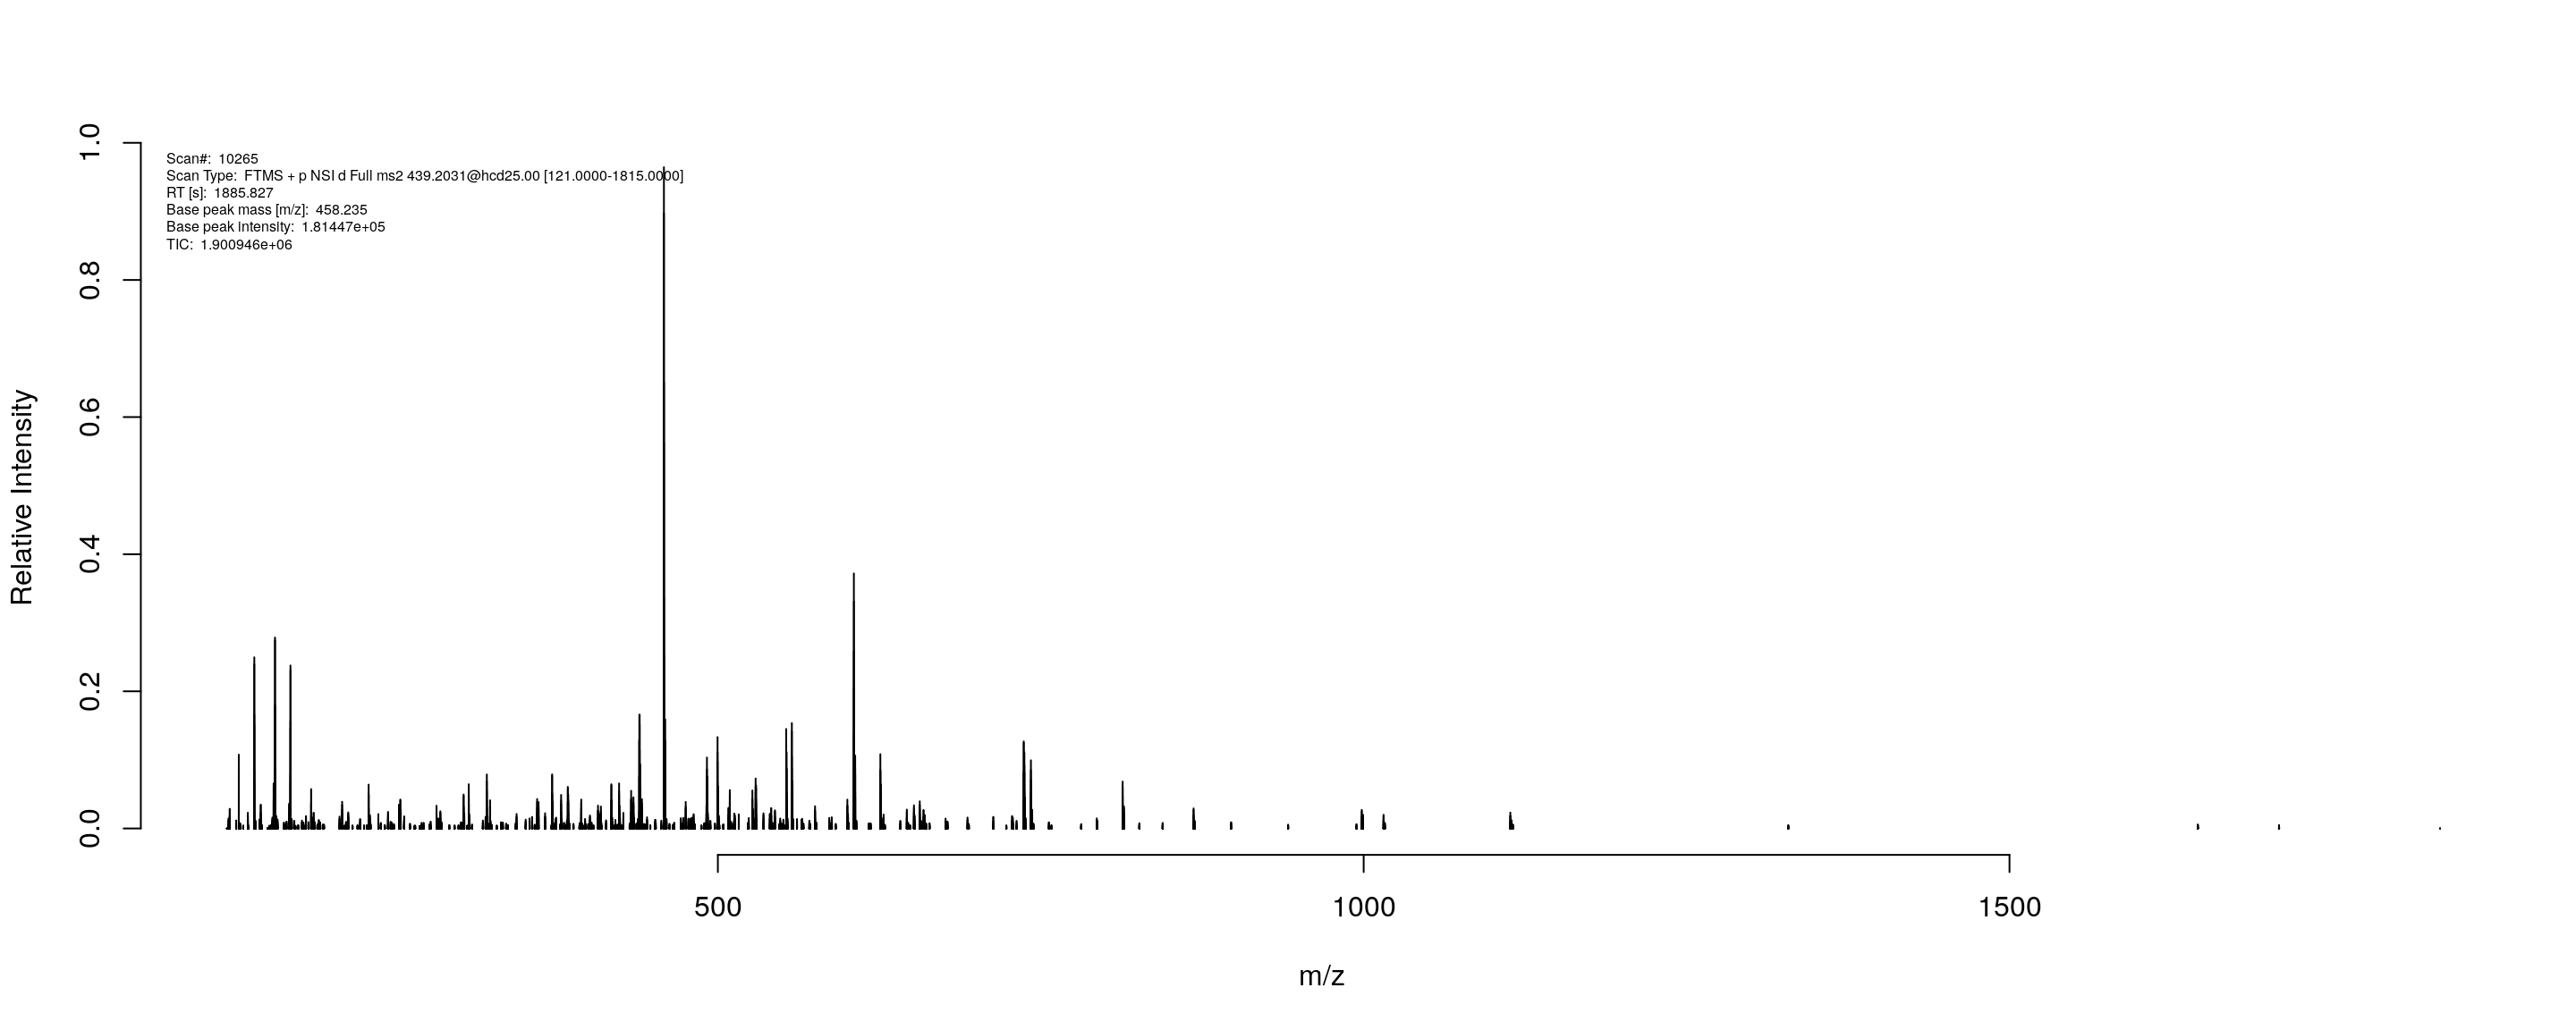 Scan#: 10265
Scan Type: FTMS + p NSI d Full ms2 439.2031@hcd25.00 [121.0000-1815.0000]
RT [s]: 1885.827
Base peak mass [m/z]: 458.235
Base peak intensity: 1.81447e+05
TIC: 1.900946e+06
Relative Intensity
1.0
0.8
0.6
0.4
0.2
0.0
500 1000 1500
m/z